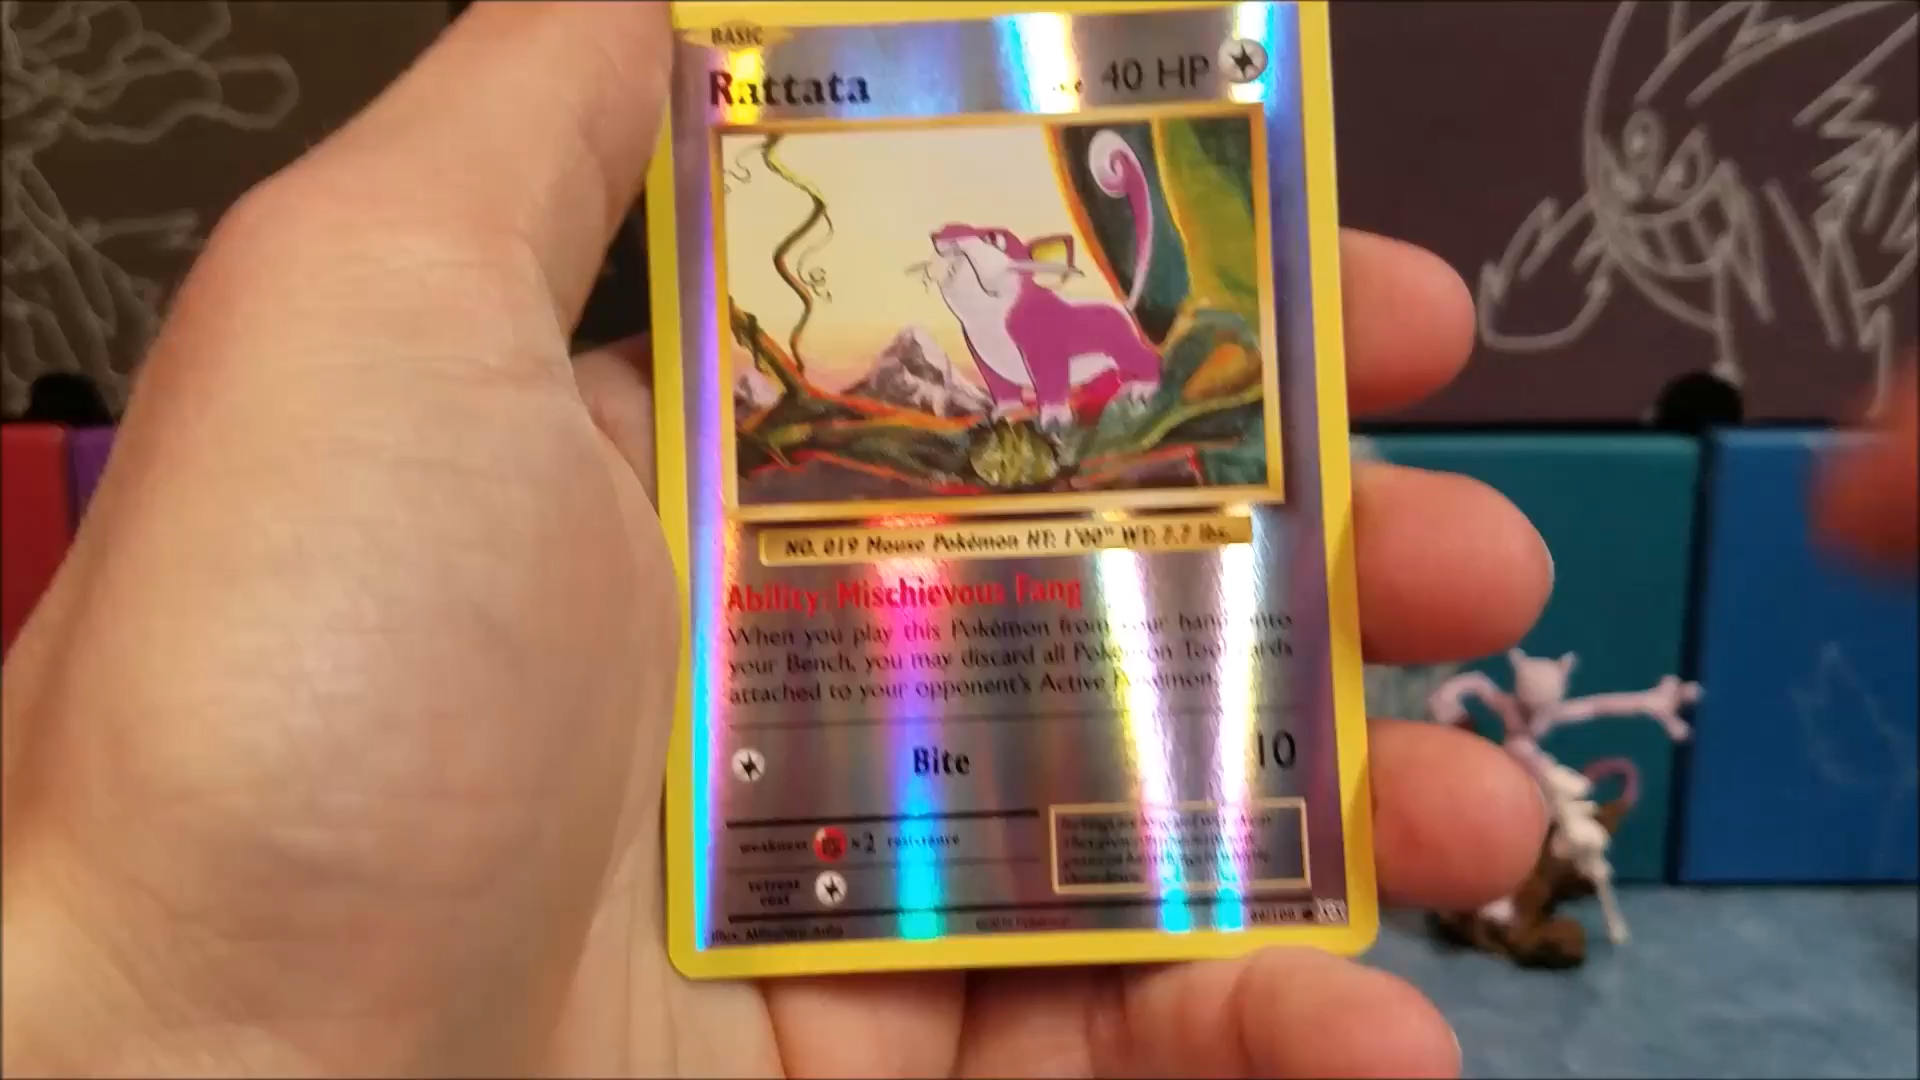 BASIC
Rattata 40 HP
NO. 019 Mouse Pokémon HT: 1'00" WT: 7.7 lbs.
Ability: Mischievous Fang
When you play this Pokémon from your hand onto
your Bench, you may discard all Pokémon Tool cards
attached to your opponent's Active Pokémon.
Bite 10
weakness ×2 resistance
retreat
cost
Illus.